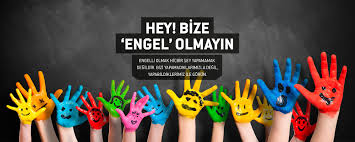 HEY! BİZE
'ENGEL' OLMAYIN
ENGELLİ OLMAK HİÇBİR ŞEY YAPAMAMAK
DEĞİLDİR. BİZİ YAPAMADIKLARIMIZLA DEĞİL,
YAPABİLDİKLERİMİZ İLE GÖRÜN.